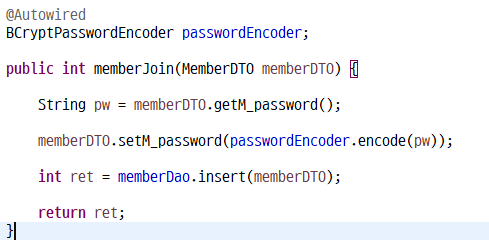 @Autowired
BCryptPasswordEncoder passwordEncoder;
public int memberJoin(MemberDTO memberDTO) {
String pw = memberDTO.getM_password();
memberDTO.setM_password(passwordEncoder.encode(pw));
int ret = memberDao.insert(memberDTO);
return ret;
}